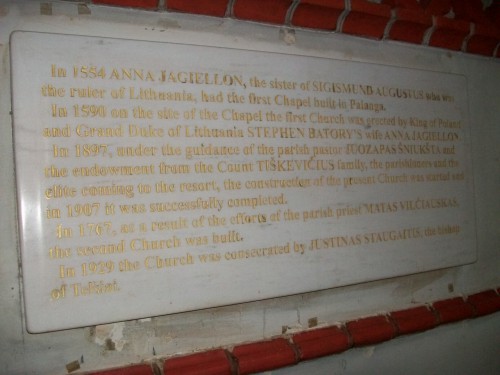 In 1554 ANNA JAGIELLON, the sister of SIGISMUND AUGUSTUS who was
the ruler of Lithuania, had the first Chapel built in Palanga.
In 1590 on the site of the Chapel the first Church was erected by King of Poland
and Grand Duke of Lithuania STEPHEN BATORY'S wife ANNA JAGIELLON
In 1897, under the guidance of the parish pastor JUOZAPAS ŠNIUKŠTA and
the endowment from the Count TIŠKEVIČIUS family, the parishioners and the
elite coming to the resort, the construction of the present Church was started and
in 1907 it was successfully completed.
In 1767, as a result of the efforts of the parish priest MATAS VILČIAUSKAS,
the second Church was built.
In 1929 the Church was consecrated by JUSTINAS STAUGAITIS, the bishop
of Telšiai.